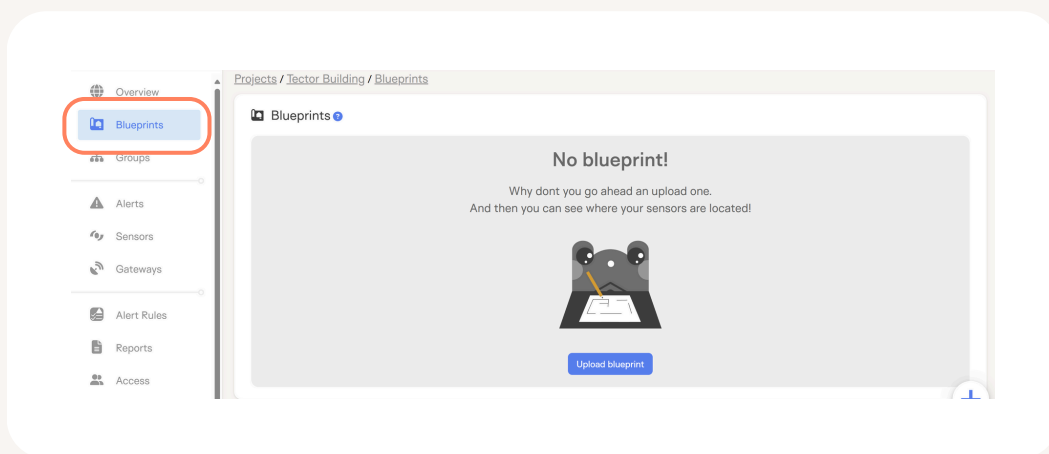 Overview
Blueprints
Groups
Alerts
Sensors
Gateways
Alert Rules
Reports
Access
Projects / Tector Building / Blueprints
Blueprints ?
No blueprint!
Why dont you go ahead an upload one.
And then you can see where your sensors are located!
Upload blueprint